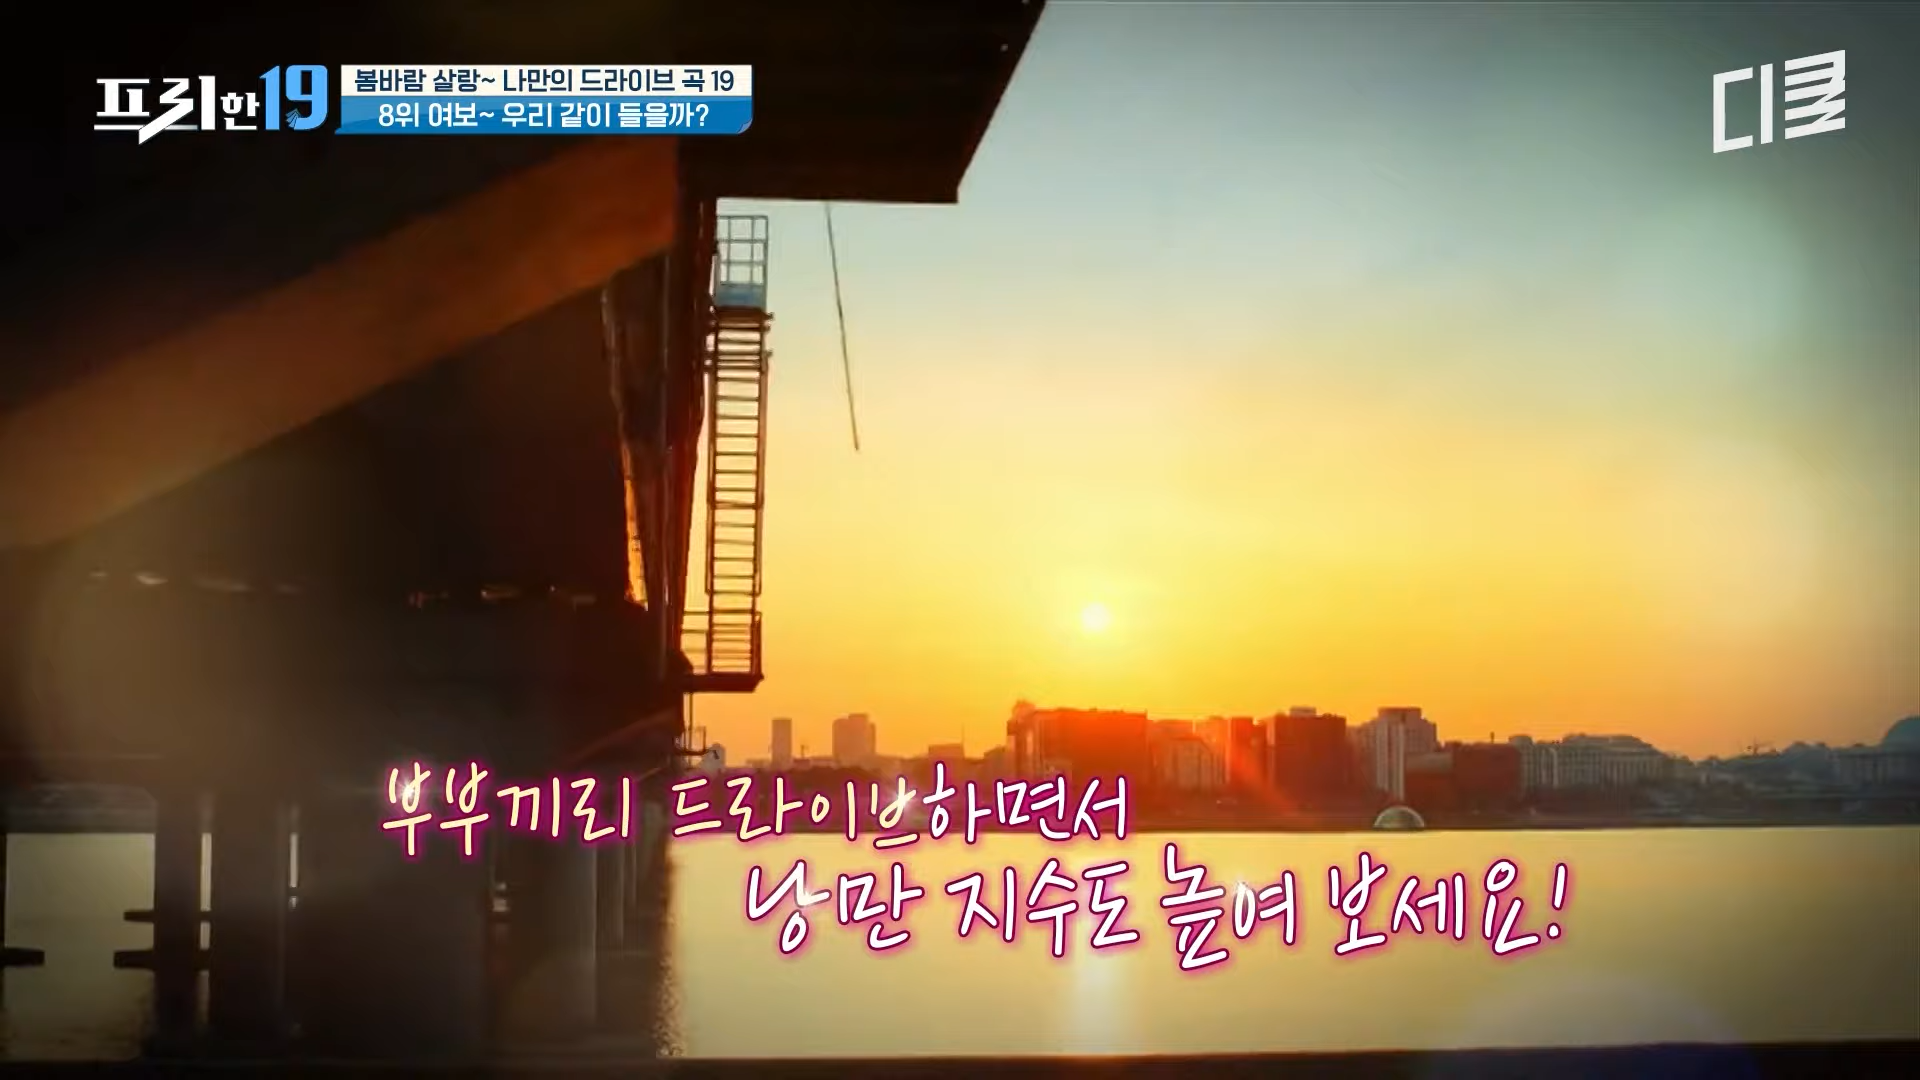 프리한19
봄바람 살랑~ 나만의 드라이브 곡 19
8위 여보~ 우리 같이 들을까?
디글
부부끼리 드라이브하면서
낭만 지수도 높여 보세요!